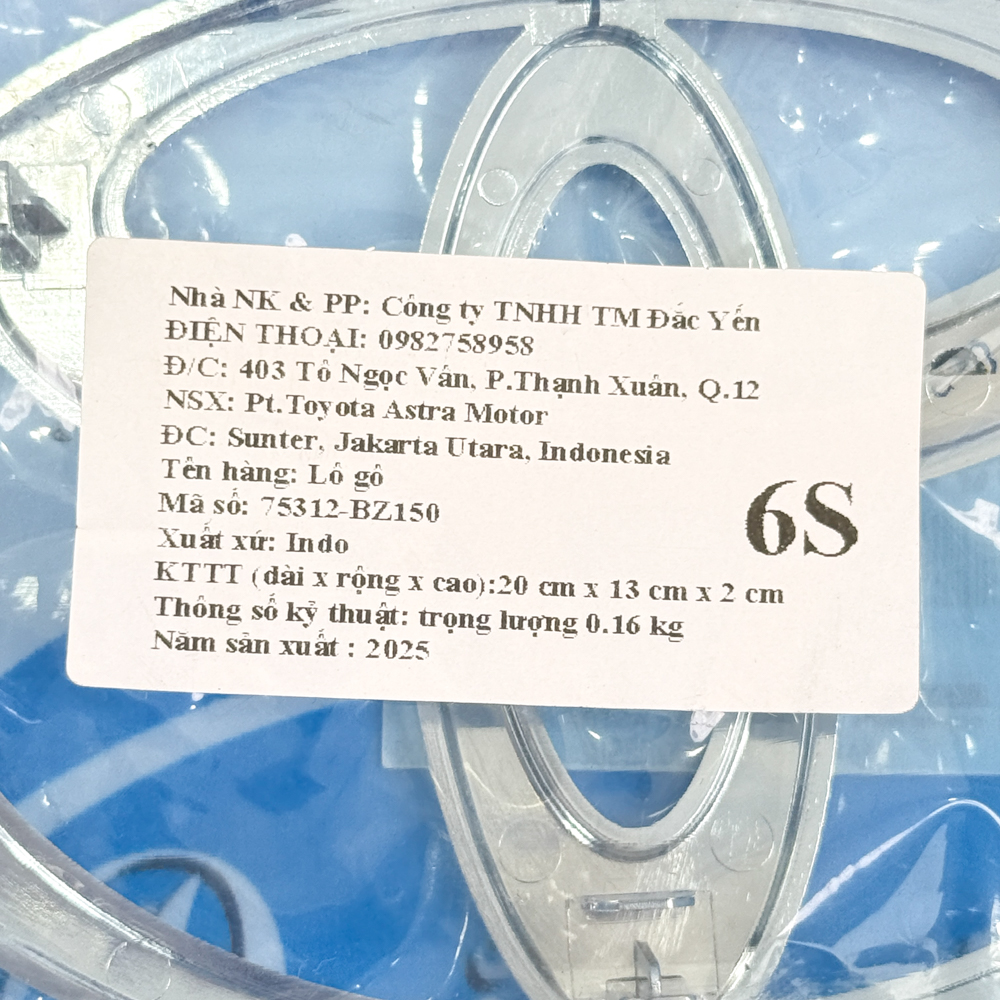 Nhà NK & PP: Công ty TNHH TM Đắc Yến
ĐIỆN THOẠI: 0982758958
Đ/C: 403 Tô Ngọc Vân, P.Thạnh Xuân, Q.12
NSX: Pt.Toyota Astra Motor
ĐC: Sunter, Jakarta Utara, Indonesia
Tên hàng: Lô gô
Mã số: 75312-BZ150
6S
Xuất xứ: Indo
KTTT (dài x rộng x cao):20 cm x 13 cm x 2 cm
Thông số kỹ thuật: trọng lượng 0.16 kg
Năm sản xuất : 2025